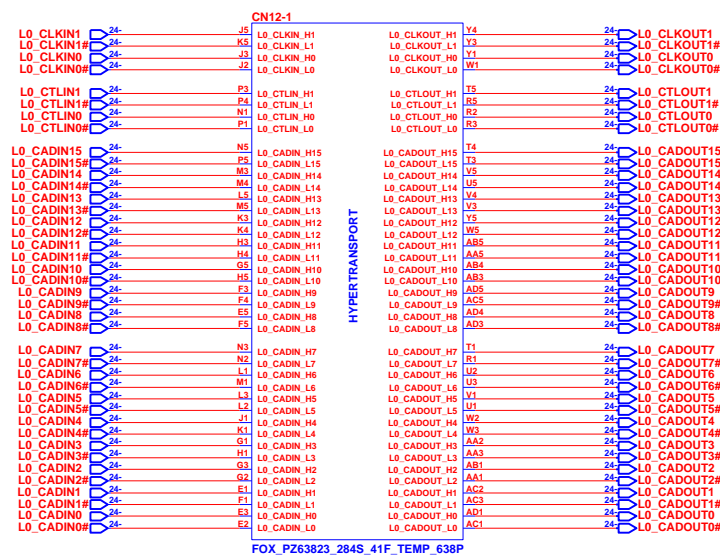 CN12-1
L0_CLKIN1 24- J5 L0_CLKIN_H1 L0_CLKOUT_H1 Y4 24- L0_CLKOUT1
L0_CLKIN1# 24- K5 L0_CLKIN_L1 L0_CLKOUT_L1 Y3 24- L0_CLKOUT1#
L0_CLKIN0 24- J3 L0_CLKIN_H0 L0_CLKOUT_H0 Y1 24- L0_CLKOUT0
L0_CLKIN0# 24- J2 L0_CLKIN_L0 L0_CLKOUT_L0 W1 24- L0_CLKOUT0#
L0_CTLIN1 24- P3 L0_CTLIN_H1 L0_CTLOUT_H1 T5 24- L0_CTLOUT1
L0_CTLIN1# 24- P4 L0_CTLIN_L1 L0_CTLOUT_L1 R5 24- L0_CTLOUT1#
L0_CTLIN0 24- N1 L0_CTLIN_H0 L0_CTLOUT_H0 R2 24- L0_CTLOUT0
L0_CTLIN0# 24- P1 L0_CTLIN_L0 L0_CTLOUT_L0 R3 24- L0_CTLOUT0#
L0_CADIN15 24- N5 L0_CADIN_H15 L0_CADOUT_H15 T4 24- L0_CADOUT15
L0_CADIN15# 24- P5 L0_CADIN_L15 L0_CADOUT_L15 T3 24- L0_CADOUT15
L0_CADIN14 24- M3 L0_CADIN_H14 L0_CADOUT_H14 V5 24- L0_CADOUT14
L0_CADIN14# 24- M4 L0_CADIN_L14 L0_CADOUT_L14 U5 24- L0_CADOUT14
L0_CADIN13 24- L5 L0_CADIN_H13 L0_CADOUT_H13 V4 24- L0_CADOUT13
L0_CADIN13# 24- M5 L0_CADIN_L13 L0_CADOUT_L13 V3 24- L0_CADOUT13
L0_CADIN12 24- K3 L0_CADIN_H12 L0_CADOUT_H12 Y5 24- L0_CADOUT12
L0_CADIN12# 24- K4 L0_CADIN_L12 L0_CADOUT_L12 W5 24- L0_CADOUT12
L0_CADIN11 24- H3 L0_CADIN_H11 L0_CADOUT_H11 AB5 24- L0_CADOUT11
L0_CADIN11# 24- H4 L0_CADIN_L11 L0_CADOUT_L11 AA5 24- L0_CADOUT11
L0_CADIN10 24- G5 L0_CADIN_H10 L0_CADOUT_H10 AB4 24- L0_CADOUT10
L0_CADIN10# 24- H5 L0_CADIN_L10 L0_CADOUT_L10 AB3 24- L0_CADOUT10
L0_CADIN9 24- F3 L0_CADIN_H9 L0_CADOUT_H9 AD5 24- L0_CADOUT9
L0_CADIN9# 24- F4 L0_CADIN_L9 L0_CADOUT_L9 AC5 24- L0_CADOUT9#
L0_CADIN8 24- E5 L0_CADIN_H8 L0_CADOUT_H8 AD4 24- L0_CADOUT8
L0_CADIN8# 24- F5 L0_CADIN_L8 L0_CADOUT_L8 AD3 24- L0_CADOUT8#
HYPERTRANSPORT
L0_CADIN7 24- N3 L0_CADIN_H7 L0_CADOUT_H7 T1 24- L0_CADOUT7
L0_CADIN7# 24- N2 L0_CADIN_L7 L0_CADOUT_L7 R1 24- L0_CADOUT7#
L0_CADIN6 24- L1 L0_CADIN_H6 L0_CADOUT_H6 U2 24- L0_CADOUT6
L0_CADIN6# 24- M1 L0_CADIN_L6 L0_CADOUT_L6 U3 24- L0_CADOUT6#
L0_CADIN5 24- L3 L0_CADIN_H5 L0_CADOUT_H5 V1 24- L0_CADOUT5
L0_CADIN5# 24- L2 L0_CADIN_L5 L0_CADOUT_L5 U1 24- L0_CADOUT5#
L0_CADIN4 24- J1 L0_CADIN_H4 L0_CADOUT_H4 W2 24- L0_CADOUT4
L0_CADIN4# 24- K1 L0_CADIN_L4 L0_CADOUT_L4 W3 24- L0_CADOUT4#
L0_CADIN3 24- G1 L0_CADIN_H3 L0_CADOUT_H3 AA2 24- L0_CADOUT3
L0_CADIN3# 24- H1 L0_CADIN_L3 L0_CADOUT_L3 AA3 24- L0_CADOUT3#
L0_CADIN2 24- G3 L0_CADIN_H2 L0_CADOUT_H2 AB1 24- L0_CADOUT2
L0_CADIN2# 24- G2 L0_CADIN_L2 L0_CADOUT_L2 AA1 24- L0_CADOUT2#
L0_CADIN1 24- E1 L0_CADIN_H1 L0_CADOUT_H1 AC2 24- L0_CADOUT1
L0_CADIN1# 24- F1 L0_CADIN_L1 L0_CADOUT_L1 AC3 24- L0_CADOUT1#
L0_CADIN0 24- E3 L0_CADIN_H0 L0_CADOUT_H0 AD1 24- L0_CADOUT0
L0_CADIN0# 24- E2 L0_CADIN_L0 L0_CADOUT_L0 AC1 24- L0_CADOUT0#
FOX_PZ63823_284S_41F_TEMP_638P